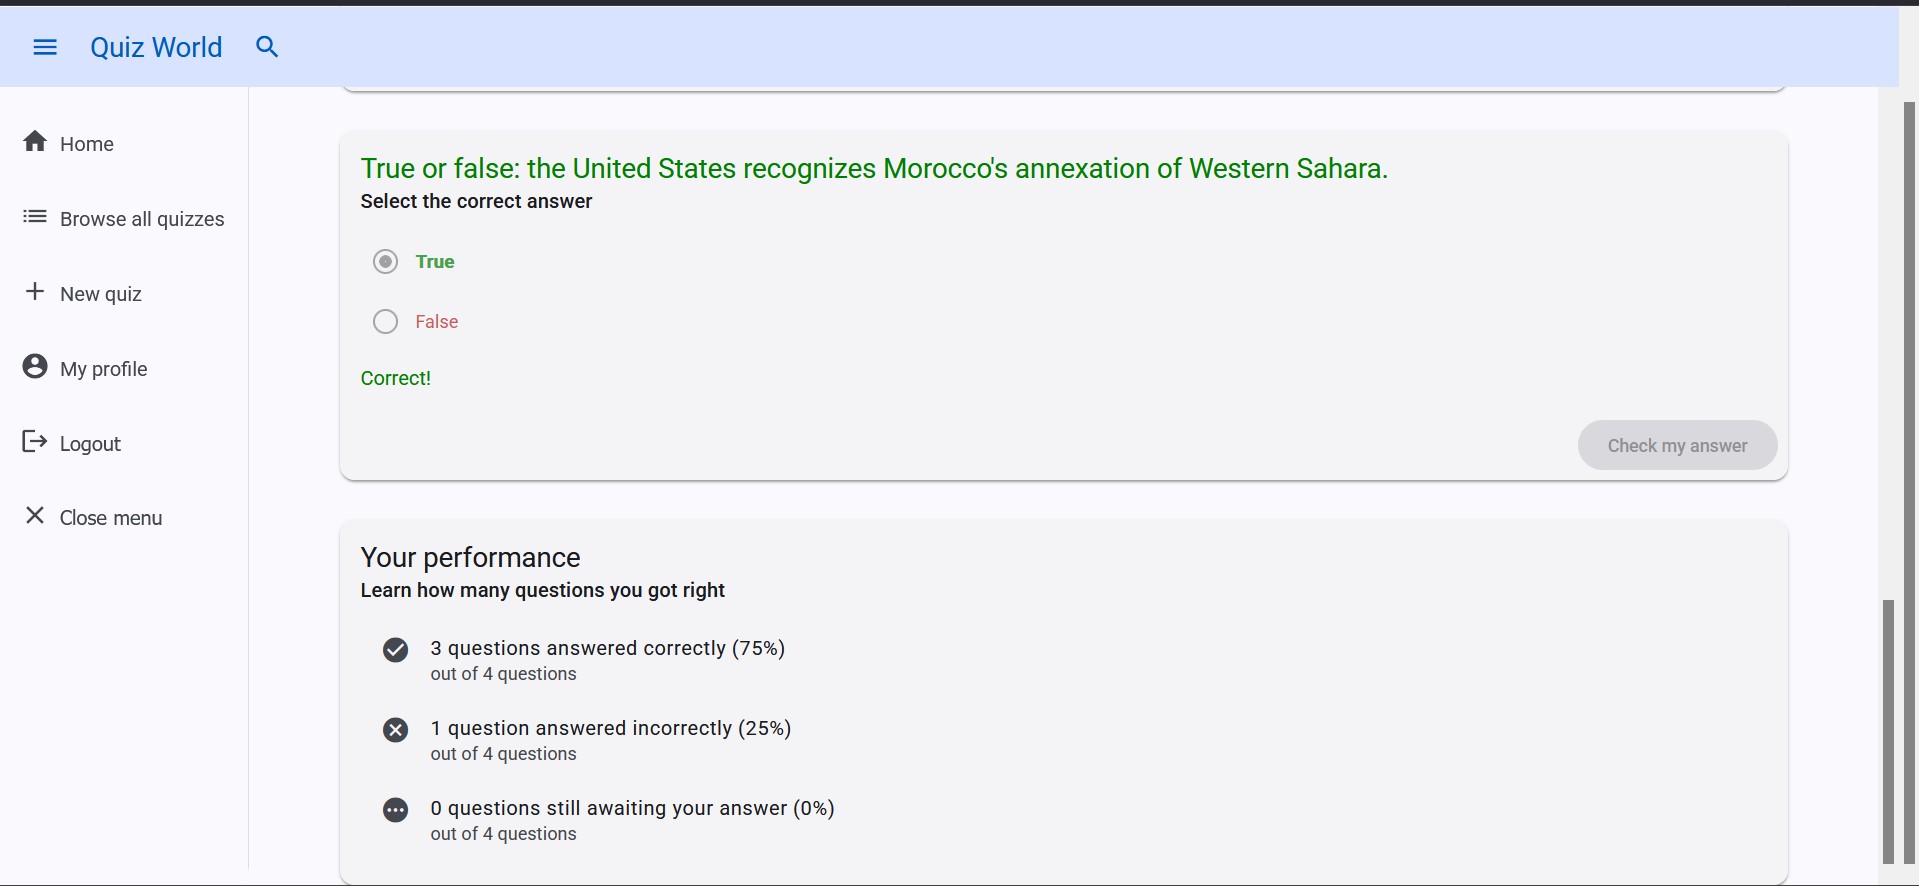 Quiz World
Home
Browse all quizzes
New quiz
My profile
Logout
Close menu
True or false: the United States recognizes Morocco's annexation of Western Sahara.
Select the correct answer
True
False
Correct!
Check my answer
Your performance
Learn how many questions you got right
3 questions answered correctly (75%)
out of 4 questions
1 question answered incorrectly (25%)
out of 4 questions
0 questions still awaiting your answer (0%)
out of 4 questions